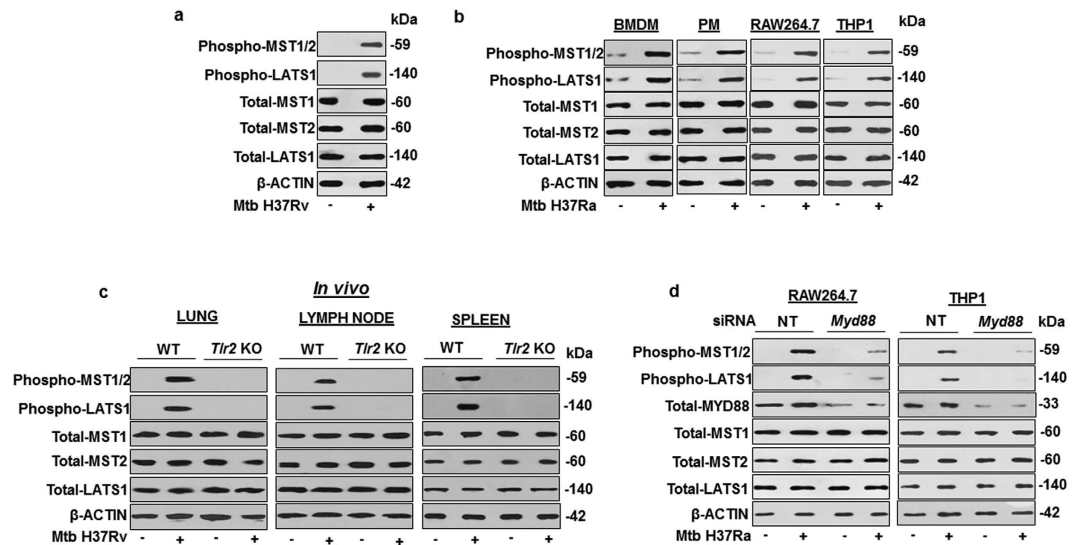 a
kDa
Phospho-MST1/2 -59
Phospho-LATS1 -140
Total-MST1 -60
Total-MST2 -60
Total-LATS1 -140
β-ACTIN -42
Mtb H37Rv - +
b
BMDM PM RAW264.7 THP1
kDa
Phospho-MST1/2 -59
Phospho-LATS1 -140
Total-MST1 -60
Total-MST2 -60
Total-LATS1 -140
β-ACTIN -42
Mtb H37Ra - + - + - + - +
c
In vivo
LUNG LYMPH NODE SPLEEN
WT Tlr2 KO WT Tlr2 KO WT Tlr2 KO kDa
Phospho-MST1/2 -59
Phospho-LATS1 -140
Total-MST1 -60
Total-MST2 -60
Total-LATS1 -140
β-ACTIN -42
Mtb H37Rv - + - + - + - + - + - +
d
RAW264.7 THP1
siRNA NT Myd88 NT Myd88 kDa
Phospho-MST1/2 -59
Phospho-LATS1 -140
Total-MYD88 -33
Total-MST1 -60
Total-MST2 -60
Total-LATS1 -140
β-ACTIN -42
Mtb H37Ra - + - + - + - +